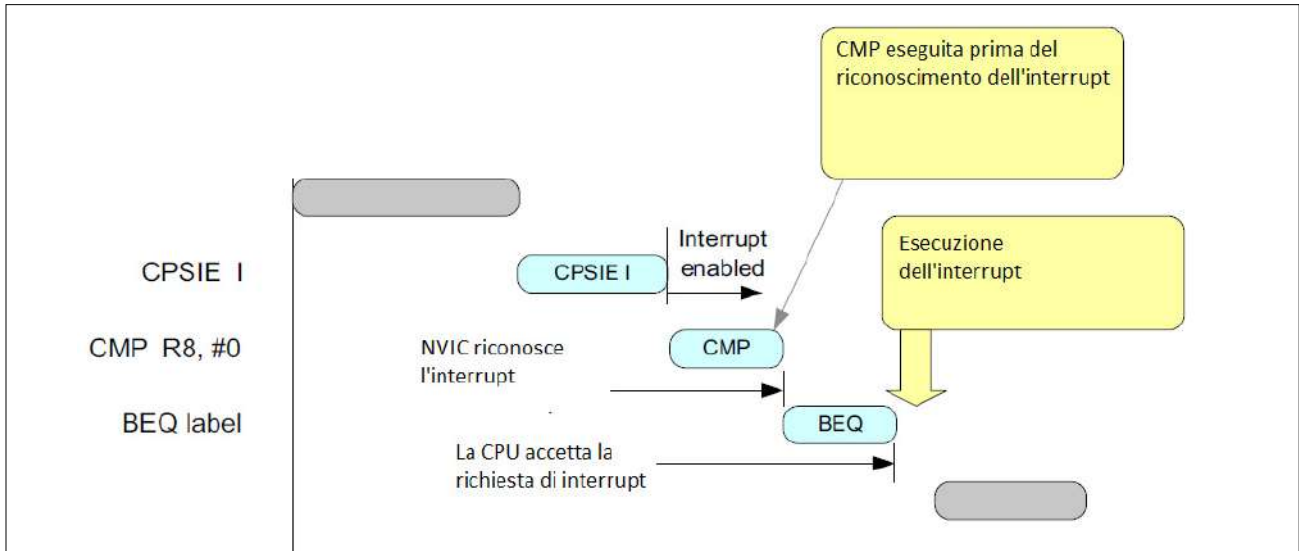 CMP eseguita prima del
riconoscimento dell'interrupt
CPSIE I
CPSIE I
Interrupt
enabled
Esecuzione
dell'interrupt
CMP R8, #0
NVIC riconosce
l'interrupt
CMP
BEQ label
BEQ
La CPU accetta la
richiesta di interrupt